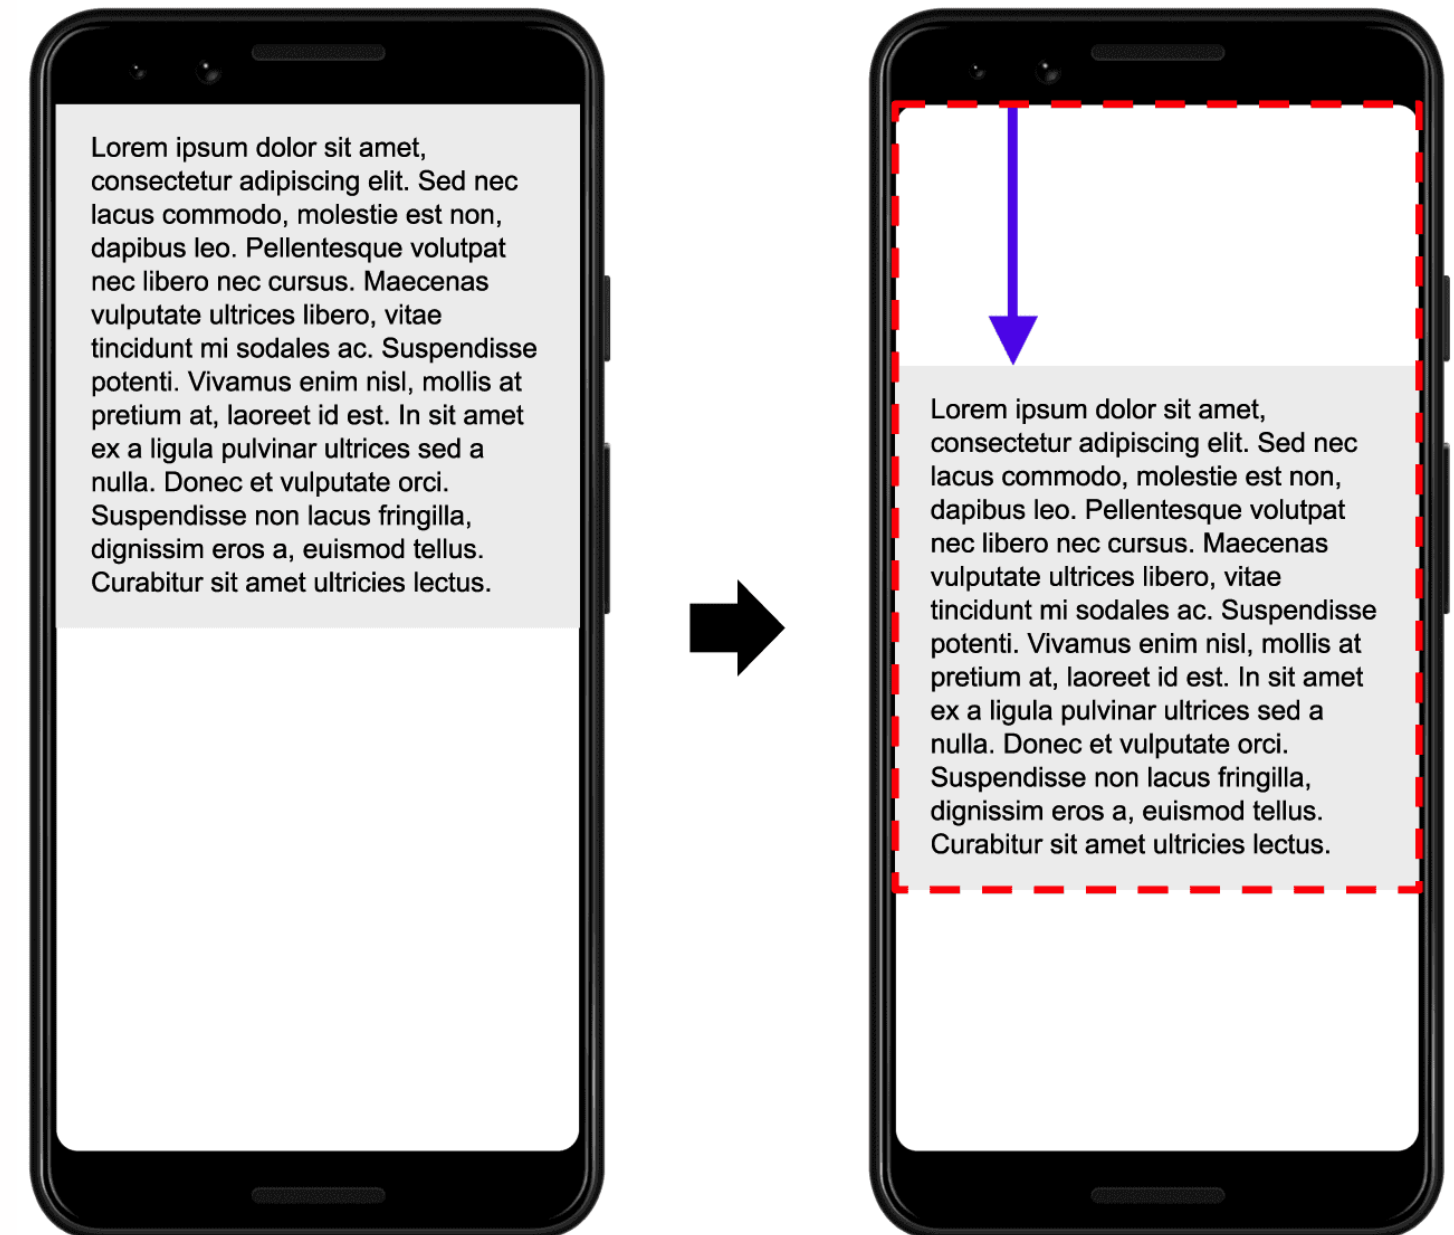 Lorem ipsum dolor sit amet,
consectetur adipiscing elit. Sed nec
lacus commodo, molestie est non,
dapibus leo. Pellentesque volutpat
nec libero nec cursus. Maecenas
vulputate ultrices libero, vitae
tincidunt mi sodales ac. Suspendisse
potenti. Vivamus enim nisl, mollis at
pretium at, laoreet id est. In sit amet
ex a ligula pulvinar ultrices sed a
nulla. Donec et vulputate orci.
Suspendisse non lacus fringilla,
dignissim eros a, euismod tellus.
Curabitur sit amet ultricies lectus.
Lorem ipsum dolor sit amet,
consectetur adipiscing elit. Sed nec
lacus commodo, molestie est non,
dapibus leo. Pellentesque volutpat
nec libero nec cursus. Maecenas
vulputate ultrices libero, vitae
tincidunt mi sodales ac. Suspendisse
potenti. Vivamus enim nisl, mollis at
pretium at, laoreet id est. In sit amet
ex a ligula pulvinar ultrices sed a
nulla. Donec et vulputate orci.
Suspendisse non lacus fringilla,
dignissim eros a, euismod tellus.
Curabitur sit amet ultricies lectus.